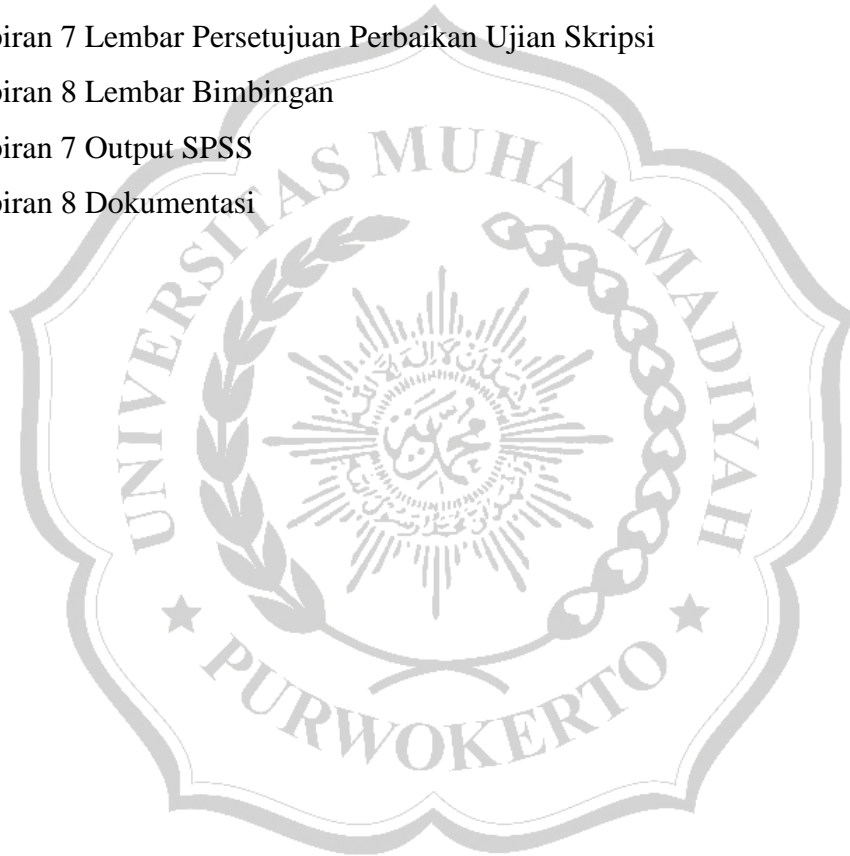 piran 7 Lembar Persetujuan Perbaikan Ujian Skripsi
piran 8 Lembar Bimbingan
piran 7 Output SPSS
piran 8 Dokumentasi
UNIVERSITAS MUHAMMADIYAH
PURWOKERTO